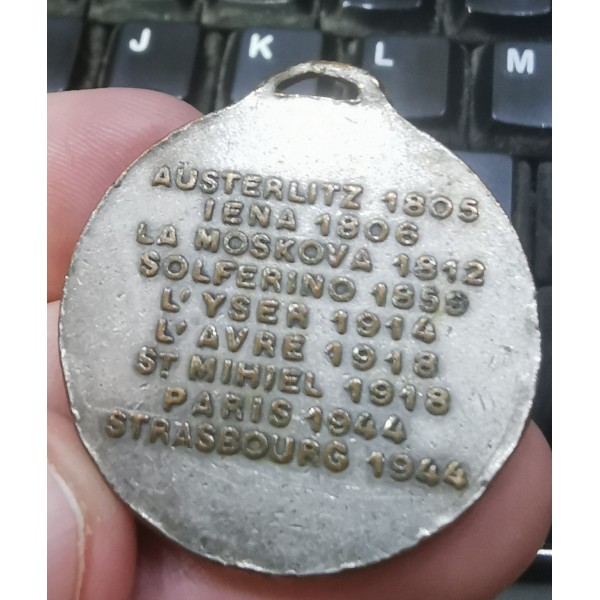 J K L M
AÜSTERLITZ 1805
IENA 1806
LA MOSKOVA 1812
SOLFERINO 1859
L'YSER 1914
L'AVRE 1918
ST MIHIEL 1918
PARIS 1944
STRASBOURG 1944